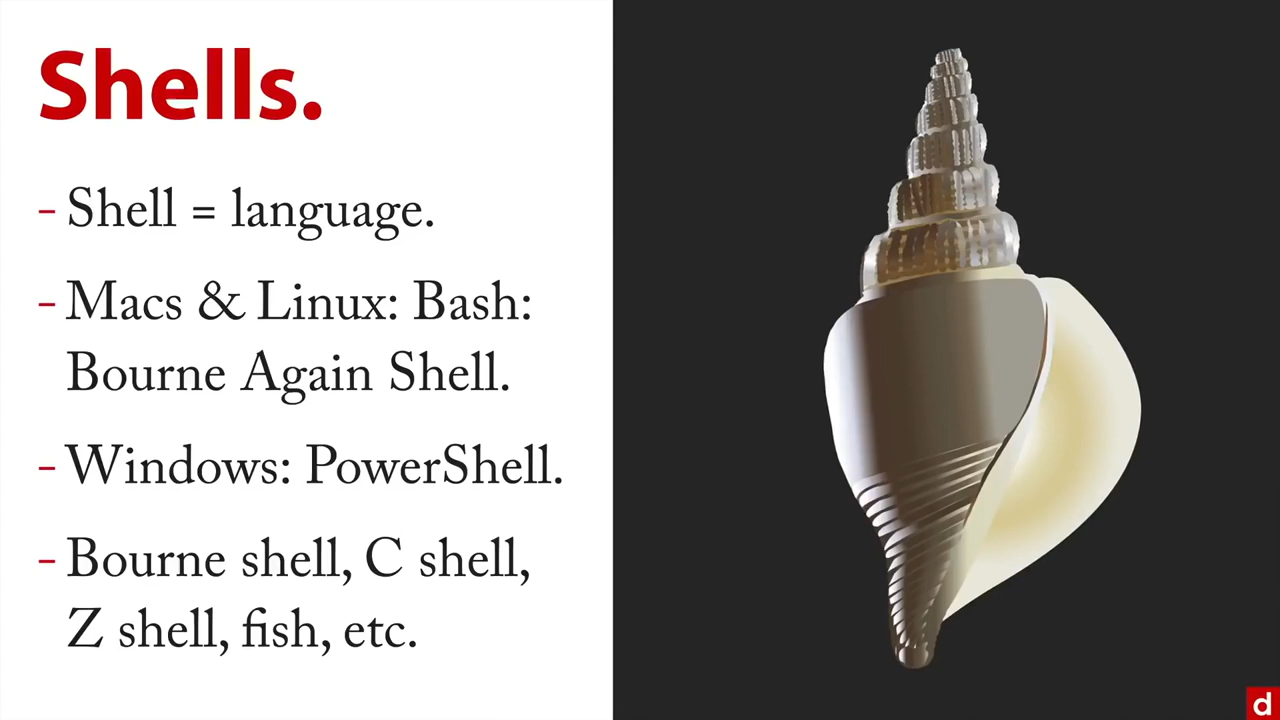 Shells.
- Shell = language.
- Macs & Linux: Bash:
Bourne Again Shell.
- Windows: PowerShell.
- Bourne shell, C shell,
Z shell, fish, etc.
d